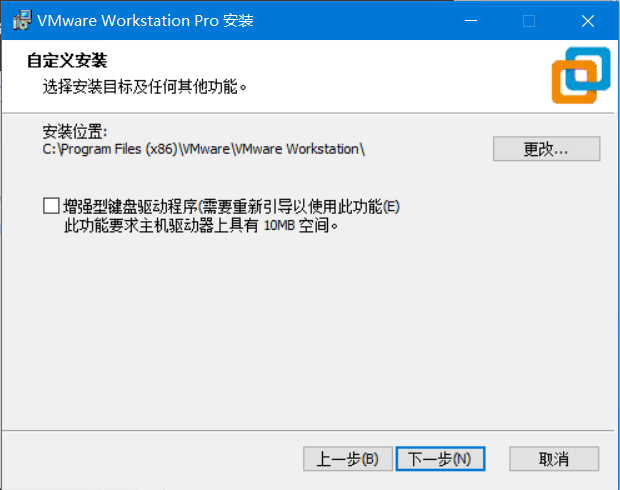 VMware Workstation Pro 安装
自定义安装
选择安装目标及任何其他功能。
安装位置:
C:\Program Files (x86)\VMware\VMware Workstation\
更改...
增强型键盘驱动程序(需要重新引导以使用此功能(E)
此功能要求主机驱动器上具有 10MB 空间。
上一步(B) 下一步(N) 取消